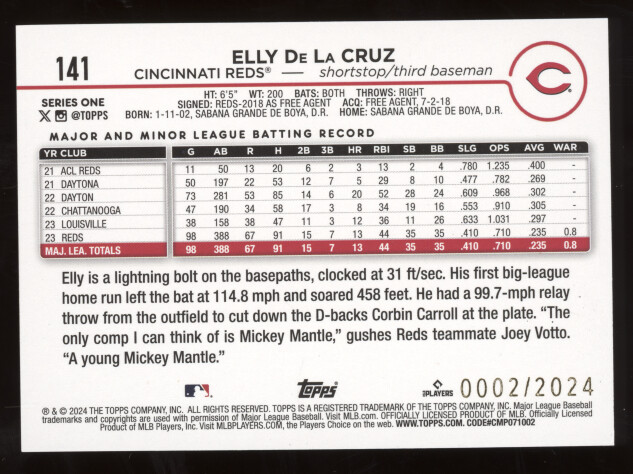 141
ELLY DE LA CRUZ
CINCINNATI REDS® — shortstop/third baseman
C
SERIES ONE
X @TOPPS
HT: 6'5" WT: 200 BATS: BOTH THROWS: RIGHT
SIGNED: REDS-2018 AS FREE AGENT ACQ: FREE AGENT, 7-2-18
BORN: 1-11-02, SABANA GRANDE DE BOYA, D.R. HOME: SABANA GRANDE DE BOYA, D.R.
MAJOR AND MINOR LEAGUE BATTING RECORD
YR CLUB G AB R H 2B 3B HR RBI SB BB SLG OPS AVG WAR
21 ACL REDS 11 50 13 20 6 2 3 13 2 4 .780 1.235 .400 -
21 DAYTONA 50 197 22 53 12 7 5 29 8 10 .477 .782 .269 -
22 DAYTON 73 281 53 85 14 6 20 52 28 24 .609 .968 .302 -
22 CHATTANOOGA 47 190 34 58 17 3 8 34 19 16 .553 .910 .305 -
23 LOUISVILLE 38 158 38 47 11 3 12 36 11 26 .633 1.031 .297 -
23 REDS 98 388 67 91 15 7 13 44 35 35 .410 .710 .235 0.8
MAJ. LEA. TOTALS 98 388 67 91 15 7 13 44 35 35 .410 .710 .235 0.8
Elly is a lightning bolt on the basepaths, clocked at 31 ft/sec. His first big-league
home run left the bat at 114.8 mph and soared 458 feet. He had a 99.7-mph relay
throw from the outfield to cut down the D-backs Corbin Carroll at the plate. “The
only comp I can think of is Mickey Mantle,” gushes Reds teammate Joey Votto.
“A young Mickey Mantle.”
topps
PLAYERS
0002/2024
® & © 2024 THE TOPPS COMPANY, INC. ALL RIGHTS RESERVED. TOPPS IS A REGISTERED TRADEMARK OF THE TOPPS COMPANY, INC. Major League Baseball
trademarks and copyrights are used with permission of Major League Baseball. Visit MLB.com. OFFICIALLY LICENSED PRODUCT OF MLB. Officially Licensed
Product of MLB Players, Inc. Visit MLBPLAYERS.COM, the Players Choice on the web. WWW.TOPPS.COM. CODE#CMP071002